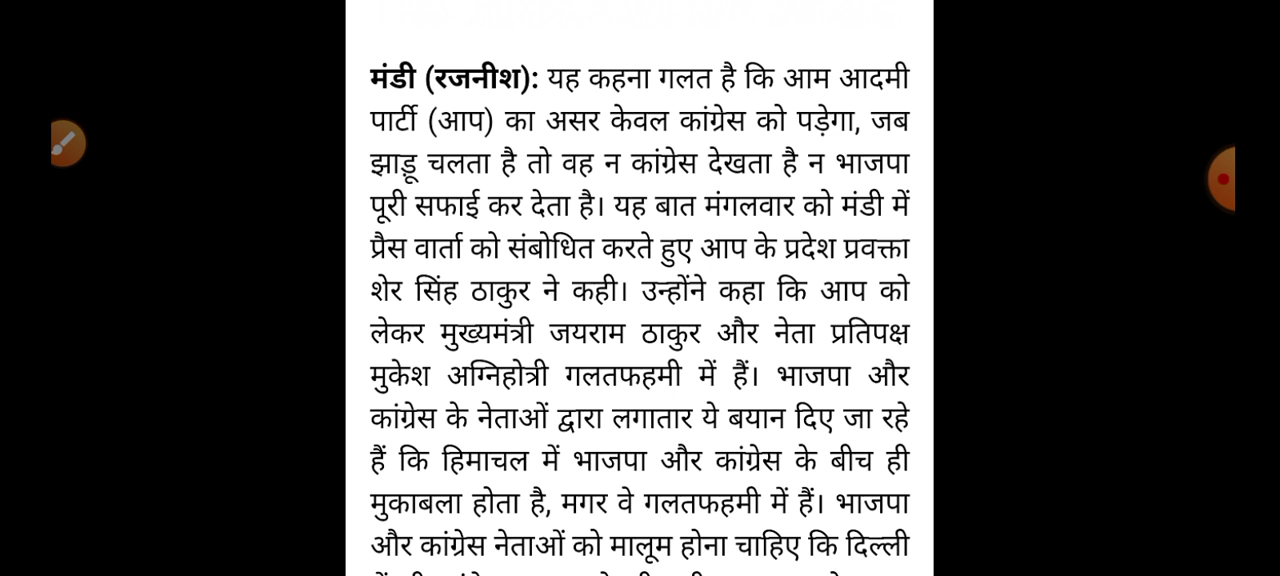 मंडी (रजनीश): यह कहना गलत है कि आम आदमी
पार्टी (आप) का असर केवल कांग्रेस को पड़ेगा, जब
झाड़ू चलता है तो वह न कांग्रेस देखता है न भाजपा
पूरी सफाई कर देता है। यह बात मंगलवार को मंडी में
प्रैस वार्ता को संबोधित करते हुए आप के प्रदेश प्रवक्ता
शेर सिंह ठाकुर ने कही। उन्होंने कहा कि आप को
लेकर मुख्यमंत्री जयराम ठाकुर और नेता प्रतिपक्ष
मुकेश अग्निहोत्री गलतफहमी में हैं। भाजपा और
कांग्रेस के नेताओं द्वारा लगातार ये बयान दिए जा रहे
हैं कि हिमाचल में भाजपा और कांग्रेस के बीच ही
मुकाबला होता है, मगर वे गलतफहमी में हैं। भाजपा
और कांग्रेस नेताओं को मालूम होना चाहिए कि दिल्ली